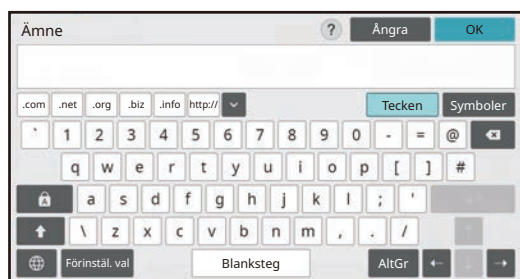 Ämne ? Ångra OK
.com .net .org .biz .info http:// Tecken Symboler
` 1 2 3 4 5 6 7 8 9 0 - = @
q w e r t y u i o p [ ] #
a s d f g h j k l ; '
\ z x c v b n m , . /
Förinstäl. val Blanksteg AltGr